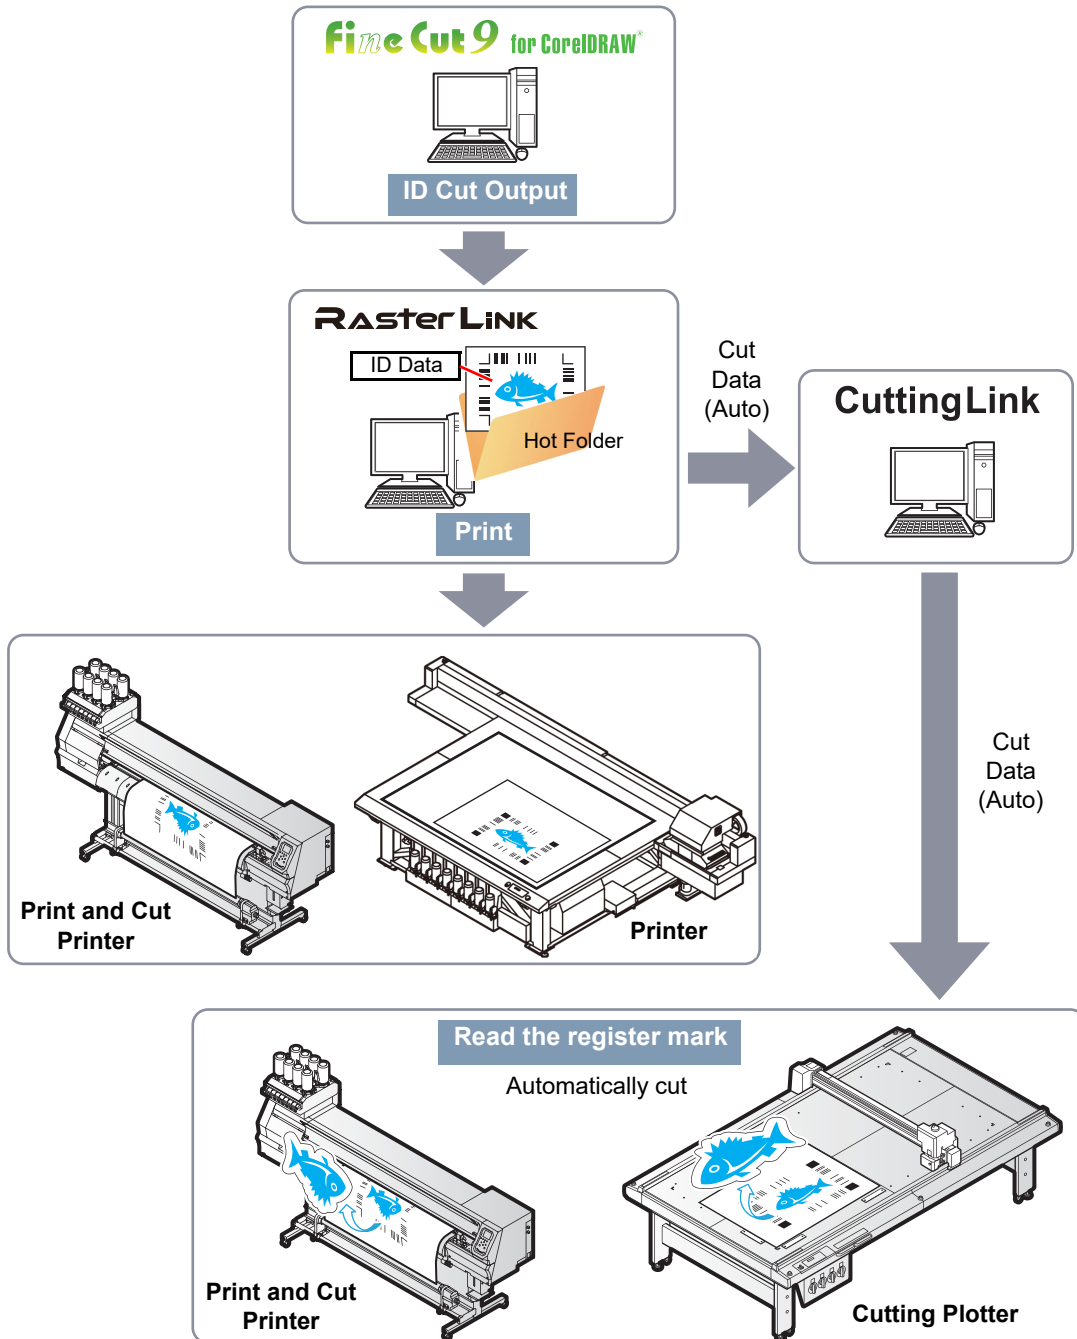 FineCut9 for CorelDRAW®
ID Cut Output
RASTERLINK
ID Data
Hot Folder
Print
Cut
Data
(Auto)
CuttingLink
Print and Cut
Printer
Printer
Cut
Data
(Auto)
Read the register mark
Automatically cut
Print and Cut
Printer
Cutting Plotter